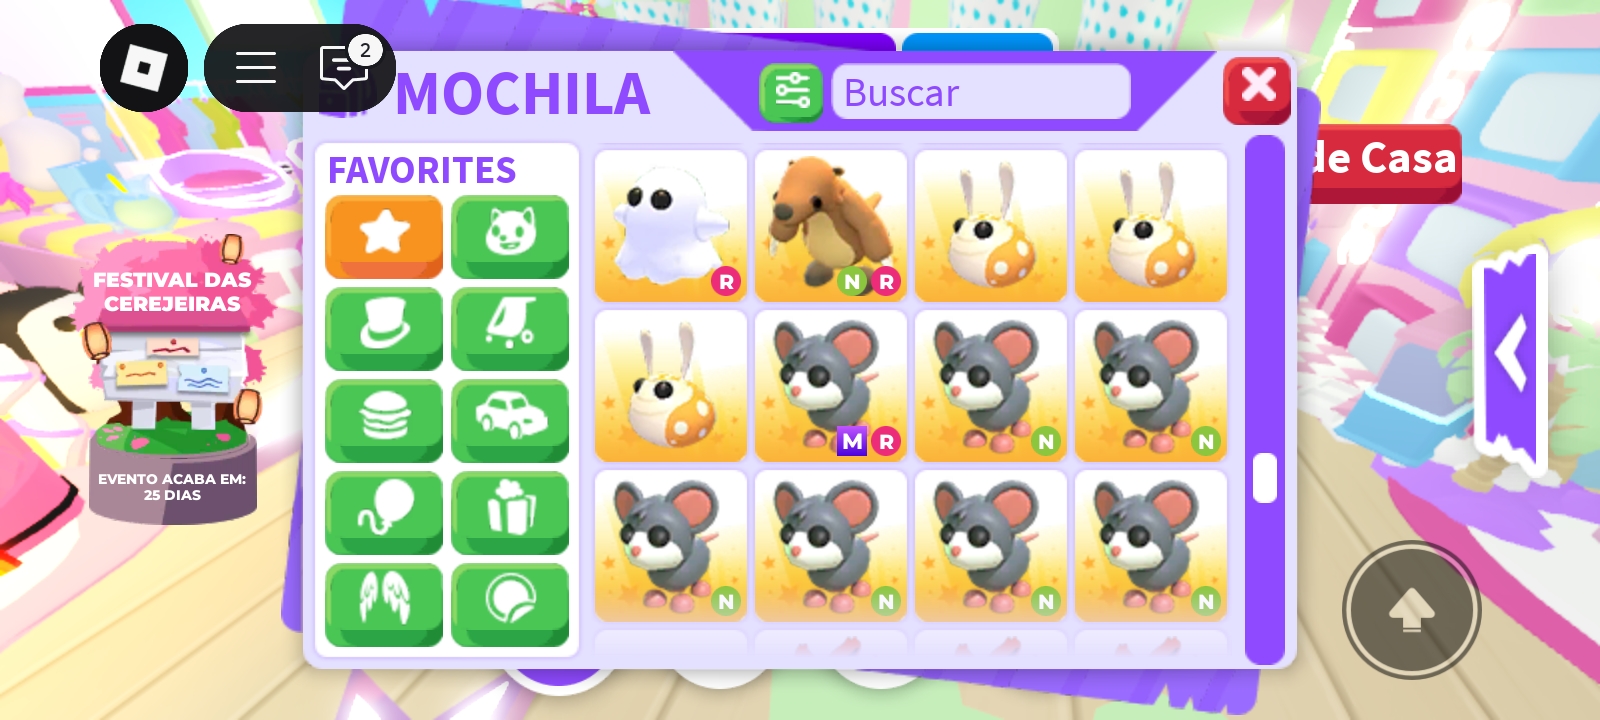 2
MOCHILA
Buscar
de Casa
FAVORITES
R
N R
M R
N
N
N
N
N
N
FESTIVAL DAS
CEREJEIRAS
EVENTO ACABA EM:
25 DIAS